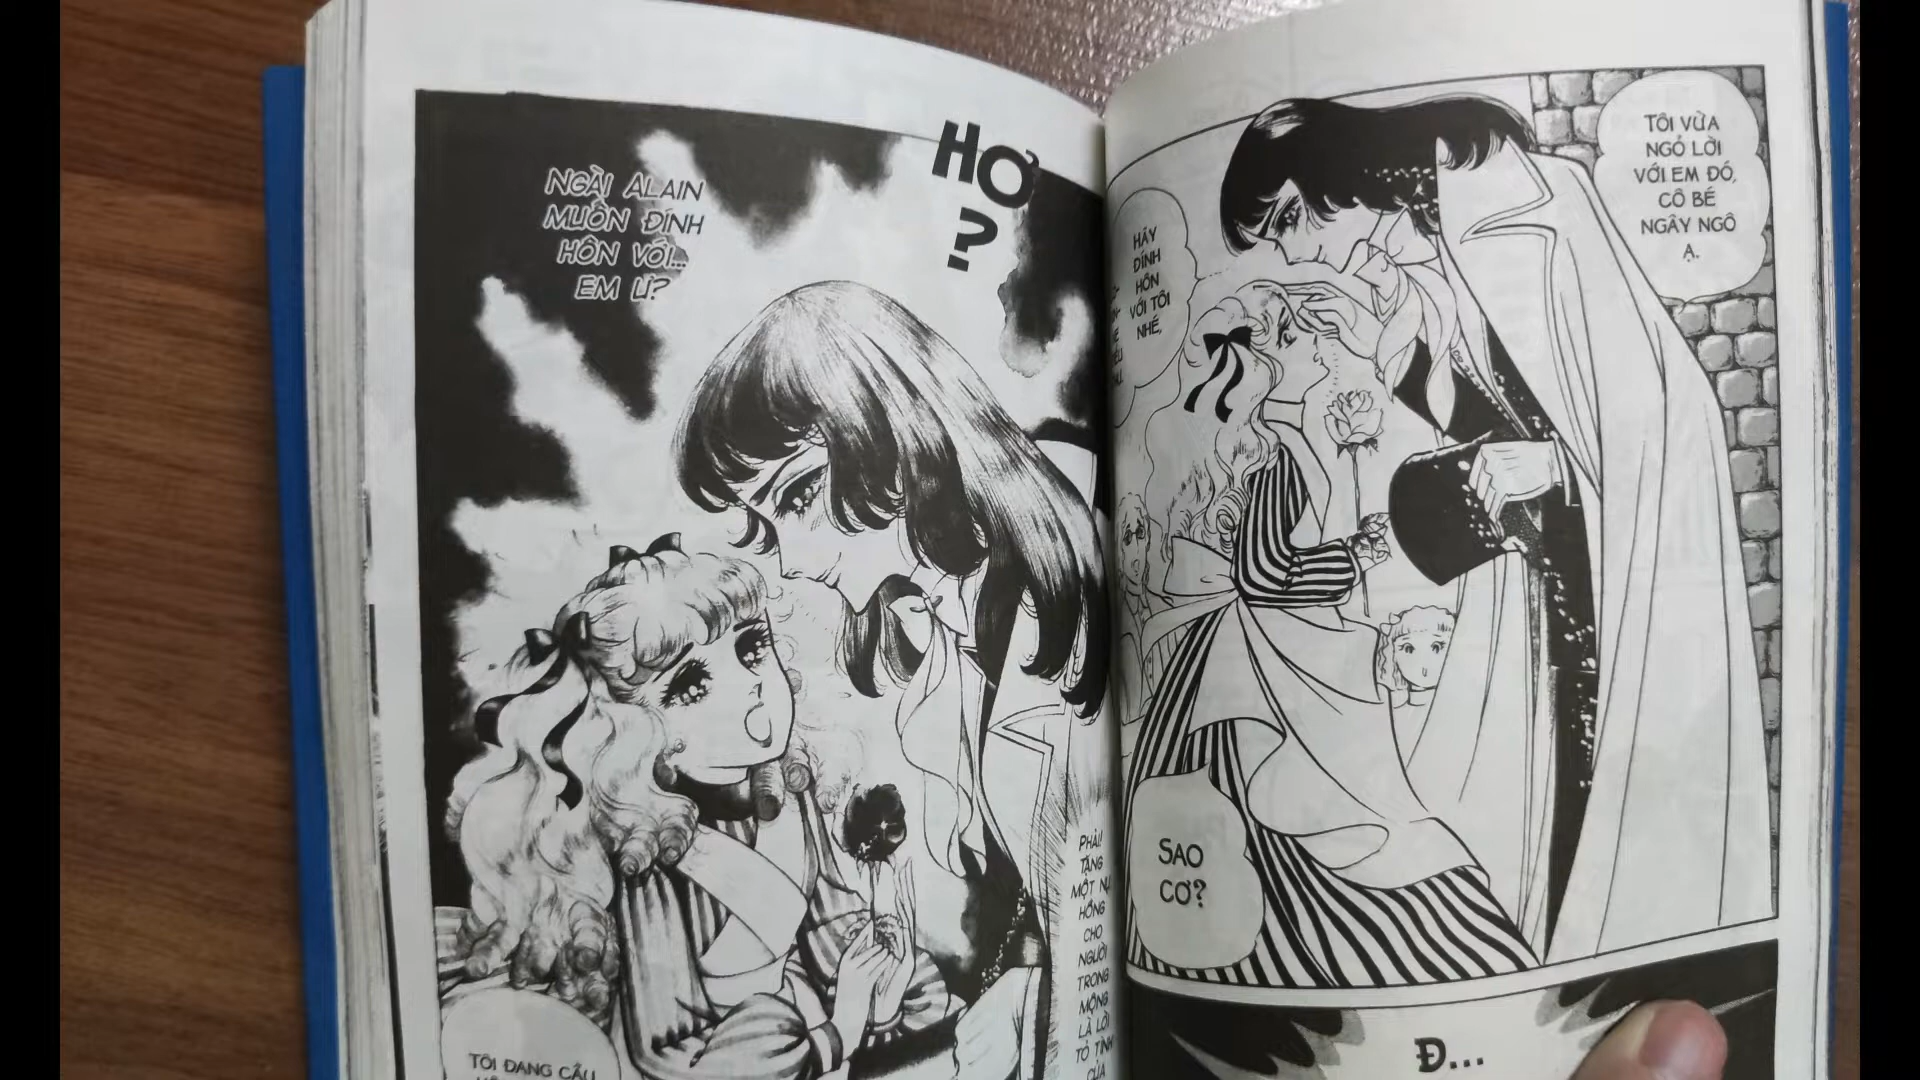 NGÀI ALAIN
MUỐN ĐÍNH
HÔN VỚI...
EM Ư?
HƠ
?
PHẢI!
TẶNG
MỘT NỤ
HỒNG
CHO
NGƯỜI
TRONG
MỘNG
LÀ LỜI
TỎ TÌNH
CỦA
TÔI ĐANG CẦU
TÔI VỪA
NGỎ LỜI
VỚI EM ĐÓ,
CÔ BÉ
NGÂY NGÔ
Ạ.
HÃY
ĐÍNH
HÔN
VỚI TÔI
NHÉ,
SAO
CƠ?
Đ...